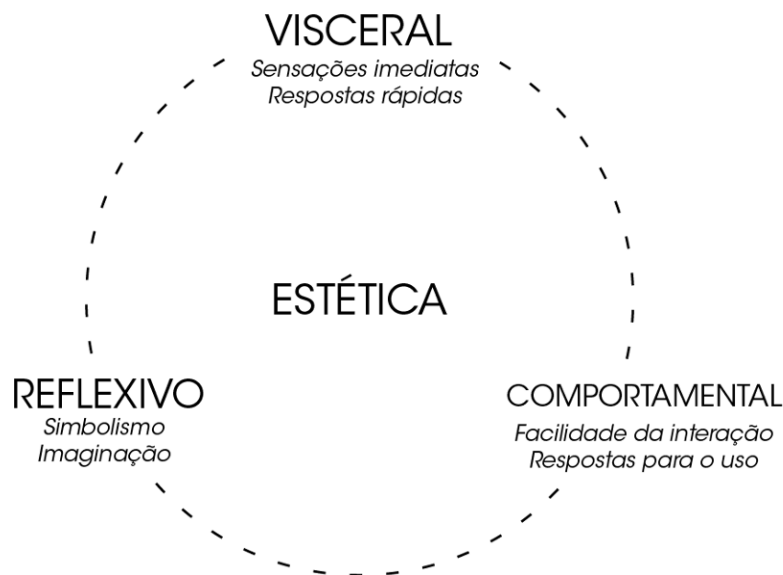 VISCERAL
Sensações imediatas
Respostas rápidas
ESTÉTICA
REFLEXIVO
Simbolismo
Imaginação
COMPORTAMENTAL
Facilidade da interação
Respostas para o uso